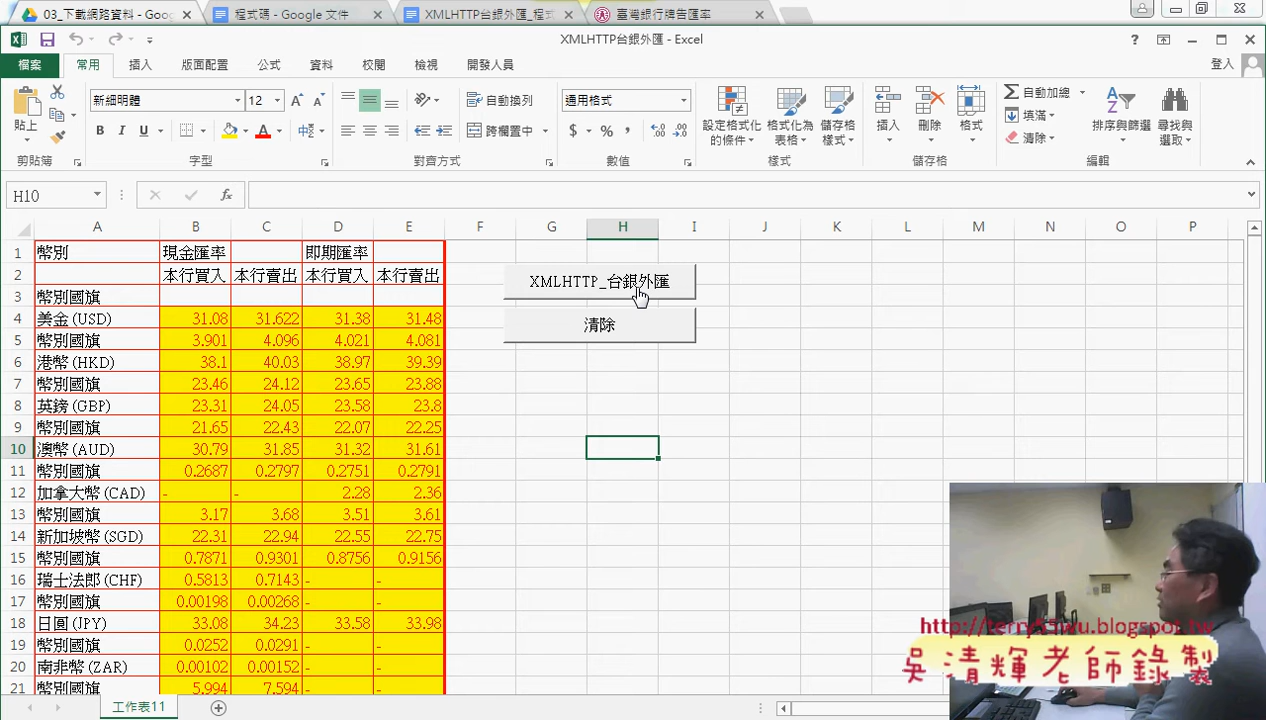 03_下載網路資料 - Goog
程式碼 - Google 文件
XMLHTTP台銀外匯_程式
臺灣銀行牌告匯率
XMLHTTP台銀外匯 - Excel
檔案
常用
插入
版面配置
公式
資料
校閱
檢視
開發人員
登入
貼上
新細明體
12
自動換列
跨欄置中
通用格式
設定格式化的條件
格式化為表格
儲存格樣式
插入
刪除
格式
自動加總
填滿
清除
排序與篩選
尋找與選取
剪貼簿
字型
對齊方式
數值
樣式
儲存格
編輯
H10
A B C D E F G H I J K L M N O P
1 幣別 現金匯率 即期匯率
2 本行買入 本行賣出 本行買入 本行賣出
3 幣別國旗
4 美金 (USD) 31.08 31.622 31.38 31.48
5 幣別國旗 3.901 4.096 4.021 4.081
6 港幣 (HKD) 38.1 40.03 38.97 39.39
7 幣別國旗 23.46 24.12 23.65 23.88
8 英鎊 (GBP) 23.31 24.05 23.58 23.8
9 幣別國旗 21.65 22.43 22.07 22.25
10 澳幣 (AUD) 30.79 31.85 31.32 31.61
11 幣別國旗 0.2687 0.2797 0.2751 0.2791
12 加拿大幣 (CAD) - - 2.28 2.36
13 幣別國旗 3.17 3.68 3.51 3.61
14 新加坡幣 (SGD) 22.31 22.94 22.55 22.75
15 幣別國旗 0.7871 0.9301 0.8756 0.9156
16 瑞士法郎 (CHF) 0.5813 0.7143 - -
17 幣別國旗 0.00198 0.00268 - -
18 日圓 (JPY) 33.08 34.23 33.58 33.98
19 幣別國旗 0.0252 0.0291 - -
20 南非幣 (ZAR) 0.00102 0.00152 - -
21 幣別國旗 5.994 7.594 - -
XMLHTTP_台銀外匯
清除
http://terry55wu.blogspot.tw
吳清輝老師錄製
工作表11